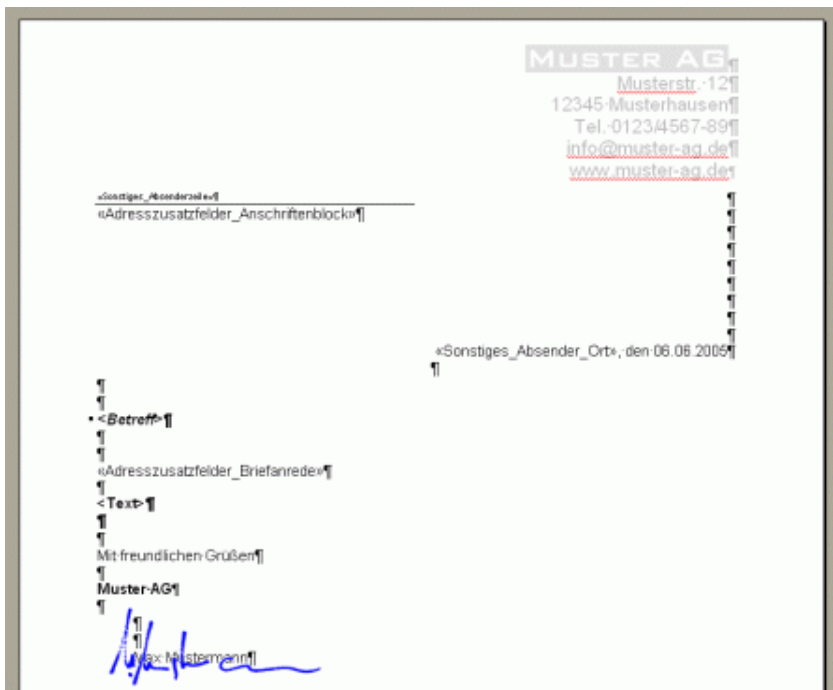 MUSTER AG¶
Musterstr.·12¶
12345·Musterhausen¶
Tel.·0123/4567-89¶
info@muster-ag.de¶
www.muster-ag.de¶
«Sonstiges_Absenderzeile»¶
«Adresszusatzfelder_Anschriftenblock»¶
¶
¶
¶
¶
¶
¶
¶
¶
¶
«Sonstiges_Absender_Ort»,·den·06.06.2005¶
¶
¶
¶
<Betreff>¶
¶
¶
«Adresszusatzfelder_Briefanrede»¶
¶
<Text>¶
¶
¶
Mit·freundlichen·Grüßen¶
¶
Muster·AG¶
¶
¶
¶
Max·Mustermann¶